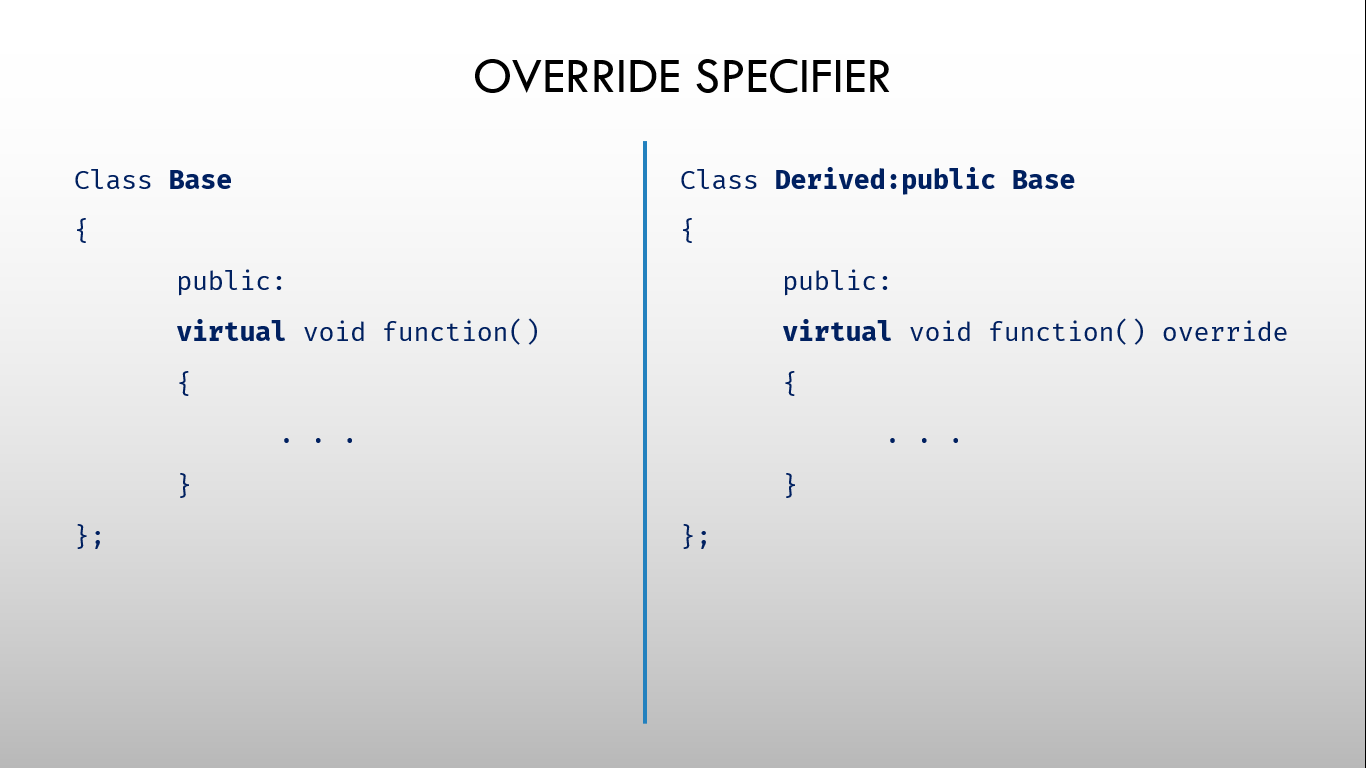 OVERRIDE SPECIFIER
Class Base
{
public:
virtual void function()
{
. . .
}
};
Class Derived:public Base
{
public:
virtual void function() override
{
. . .
}
};